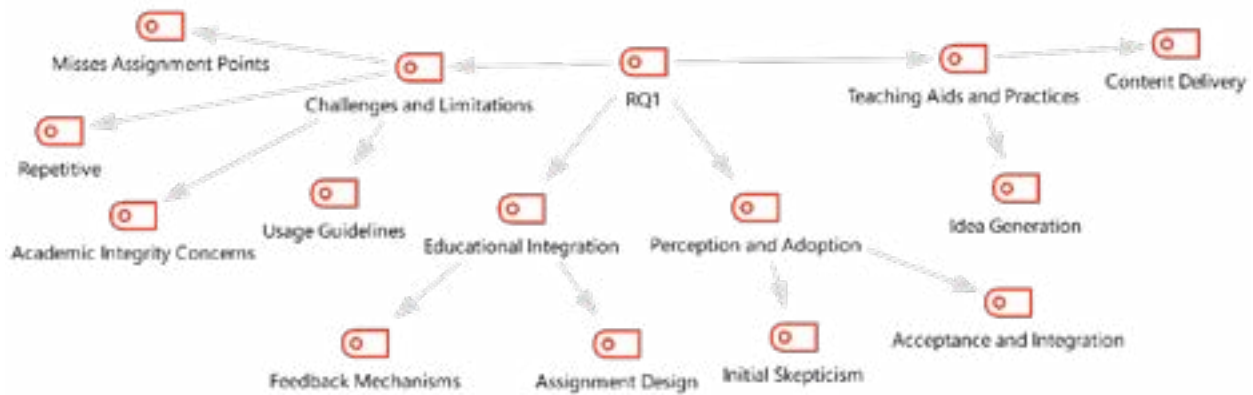 Misses Assignment Points
Challenges and Limitations
RQ1
Teaching Aids and Practices
Content Delivery
Repetitive
Academic Integrity Concerns
Usage Guidelines
Educational Integration
Perception and Adoption
Idea Generation
Feedback Mechanisms
Assignment Design
Initial Skepticism
Acceptance and Integration